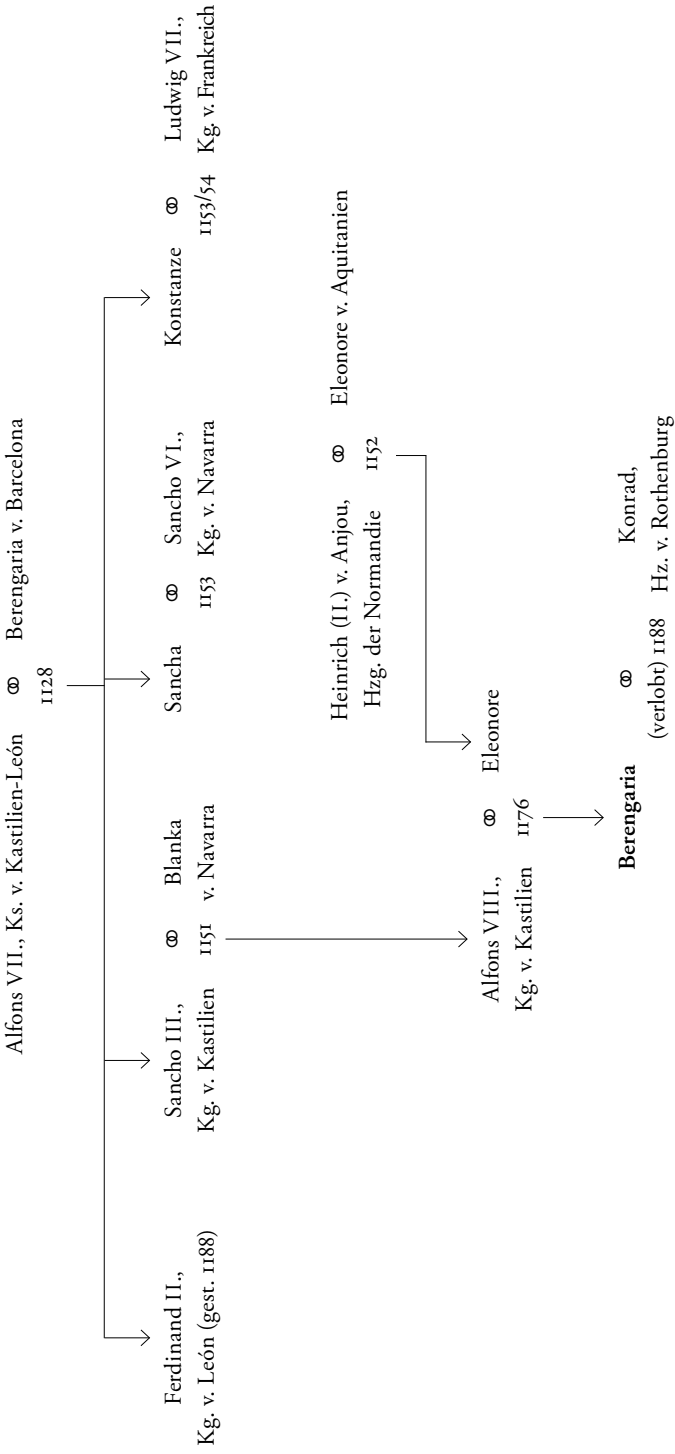 Alfons VII., Ks. v. Kastilien-León ⚭ Berengaria v. Barcelona
1128
Ferdinand II.,
Kg. v. León (gest. 1188)
Sancho III.,
Kg. v. Kastilien
⚭
1151
Blanka
v. Navarra
Sancha
⚭
1153
Sancho VI.,
Kg. v. Navarra
Konstanze
⚭
1153/54
Ludwig VII.,
Kg. v. Frankreich
Heinrich (II.) v. Anjou,
Hzg. der Normandie
⚭
1152
Eleonore v. Aquitanien
Alfons VIII.,
Kg. v. Kastilien
⚭
1176
Eleonore
Berengaria
⚭
(verlobt) 1188
Konrad,
Hz. v. Rothenburg